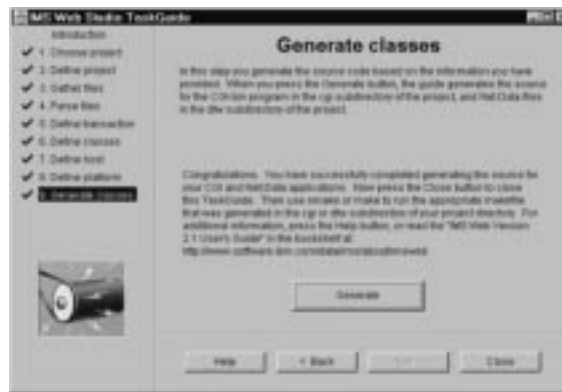 IMS Web Studio TaskGuide
Introduction
1. Choose project
2. Define project
3. Gather files
4. Parse files
5. Define transaction
6. Define classes
7. Define host
8. Define platform
9. Generate classes
Generate classes
In this step you generate the source code based on the information you have
provided. When you press the Generate button, the guide generates the source
for the CGI-bin program in the cgi subdirectory of the project, and Net.Data files
in the dtw subdirectory of the project.
Congratulations. You have successfully completed generating the source for
your CGI and Net.Data applications. Now press the Close button to close
this TaskGuide. Then use nmake or make to run the appropriate makefile
that was generated in the cgi or dtw subdirectory of your project directory. For
additional information, press the Help button, or read the "IMS Web Version
2.1 User's Guide" in the bookshelf at:
Generate
Help
< Back
Close